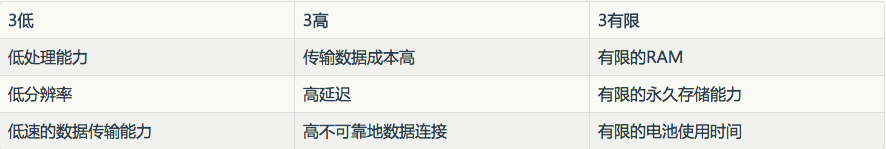 3低 3高 3有限
低处理能力 传输数据成本高 有限的RAM
低分辨率 高延迟 有限的永久存储能力
低速的数据传输能力 高不可靠地数据连接 有限的电池使用时间